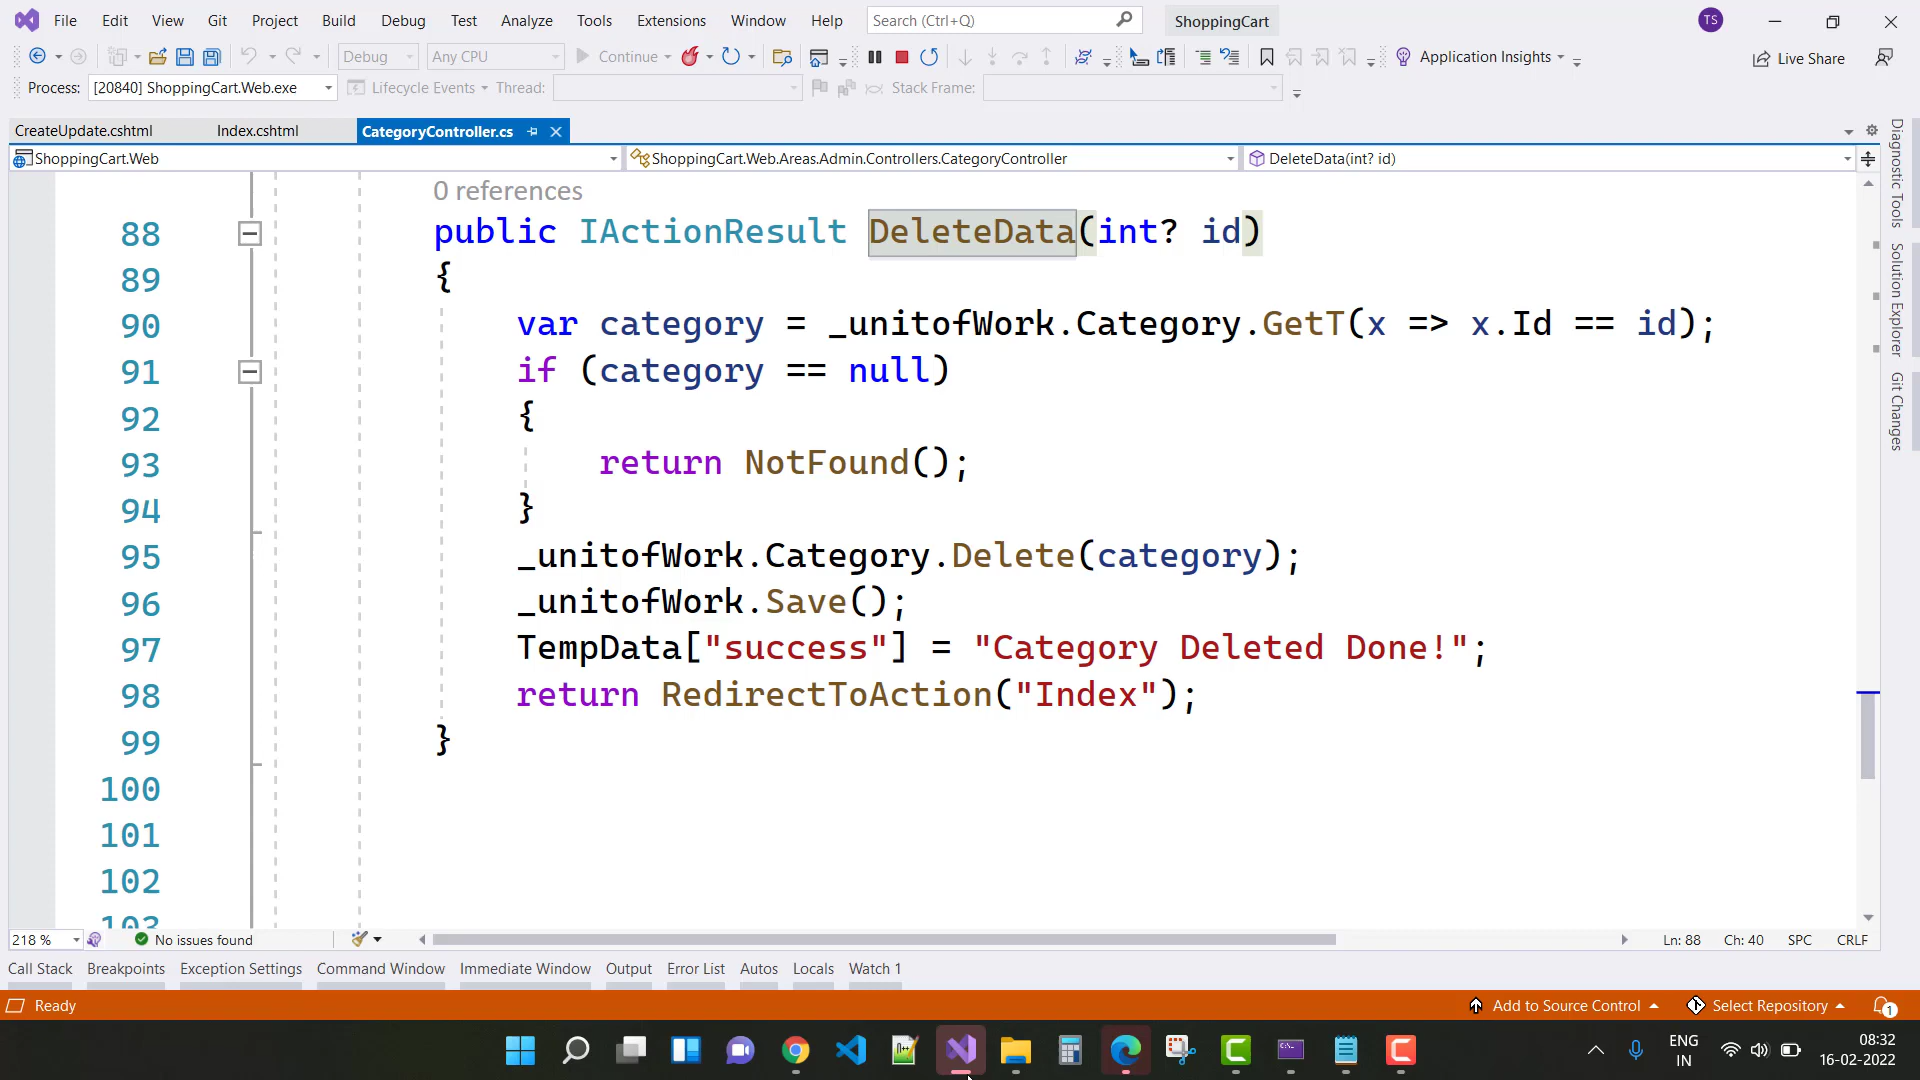 File Edit View Git Project Build Debug Test Analyze Tools Extensions Window Help Search (Ctrl+Q) ShoppingCart TS
Debug Any CPU Continue Application Insights Live Share
Process: [20840] ShoppingCart.Web.exe Lifecycle Events Thread: Stack Frame:
CreateUpdate.cshtml Index.cshtml CategoryController.cs
ShoppingCart.Web ShoppingCart.Web.Areas.Admin.Controllers.CategoryController DeleteData(int? id)
0 references
88 public IActionResult DeleteData(int? id)
89 {
90 var category = _unitofWork.Category.GetT(x => x.Id == id);
91 if (category == null)
92 {
93 return NotFound();
94 }
95 _unitofWork.Category.Delete(category);
96 _unitofWork.Save();
97 TempData["success"] = "Category Deleted Done!";
98 return RedirectToAction("Index");
99 }
100
101
102
103
Diagnostic Tools
Solution Explorer
Git Changes
218 % No issues found Ln: 88 Ch: 40 SPC CRLF
Call Stack Breakpoints Exception Settings Command Window Immediate Window Output Error List Autos Locals Watch 1
Ready Add to Source Control Select Repository 1
ENG
IN
08:32
16-02-2022